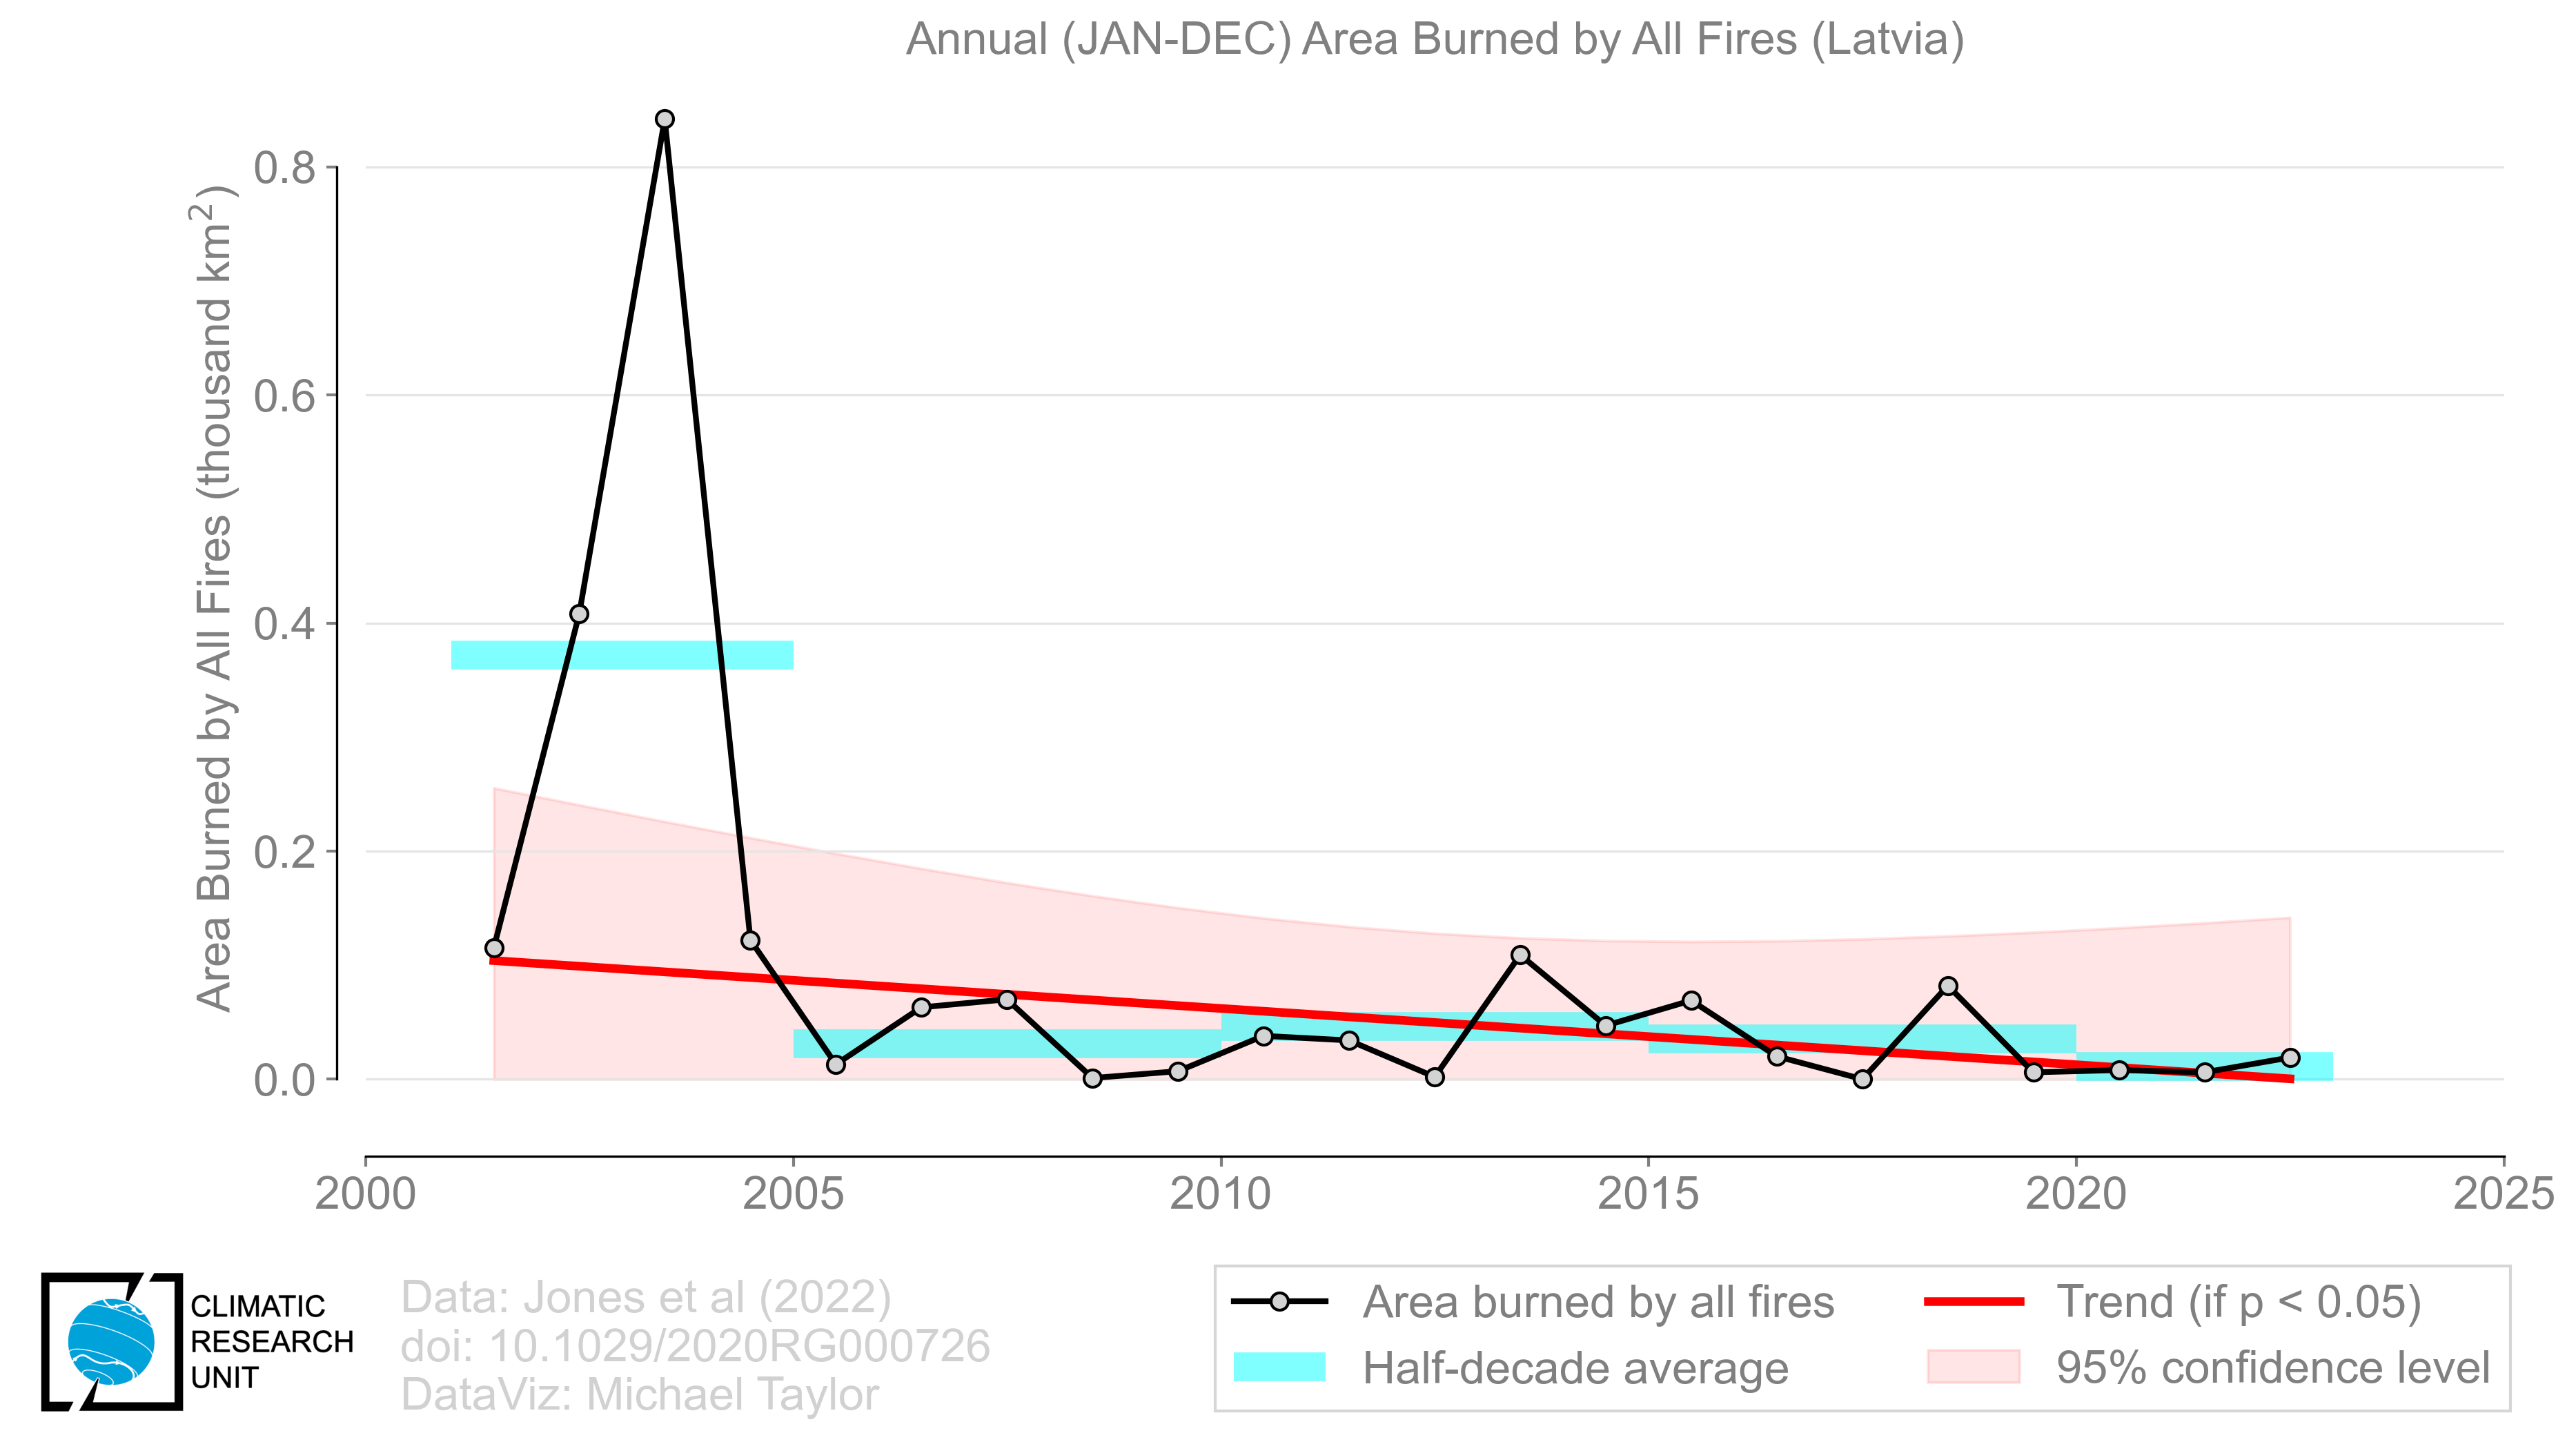 Annual (JAN-DEC) Area Burned by All Fires (Latvia)
Area Burned by All Fires (thousand km²)
0.8
0.6
0.4
0.2
0.0
2000 2005 2010 2015 2020 2025
CLIMATIC
RESEARCH
UNIT
Data: Jones et al (2022)
doi: 10.1029/2020RG000726
DataViz: Michael Taylor
Area burned by all fires
Half-decade average
Trend (if p < 0.05)
95% confidence level